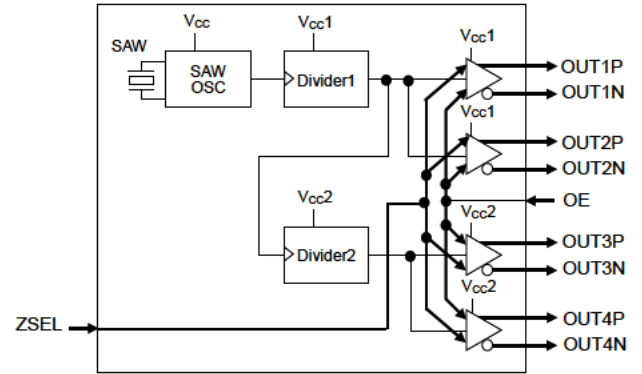 Vcc
Vcc1
Vcc1
SAW
SAW
OSC
Divider1
OUT1P
OUT1N
Vcc1
OUT2P
OUT2N
Vcc2
OE
Vcc2
Divider2
OUT3P
OUT3N
Vcc2
ZSEL
OUT4P
OUT4N